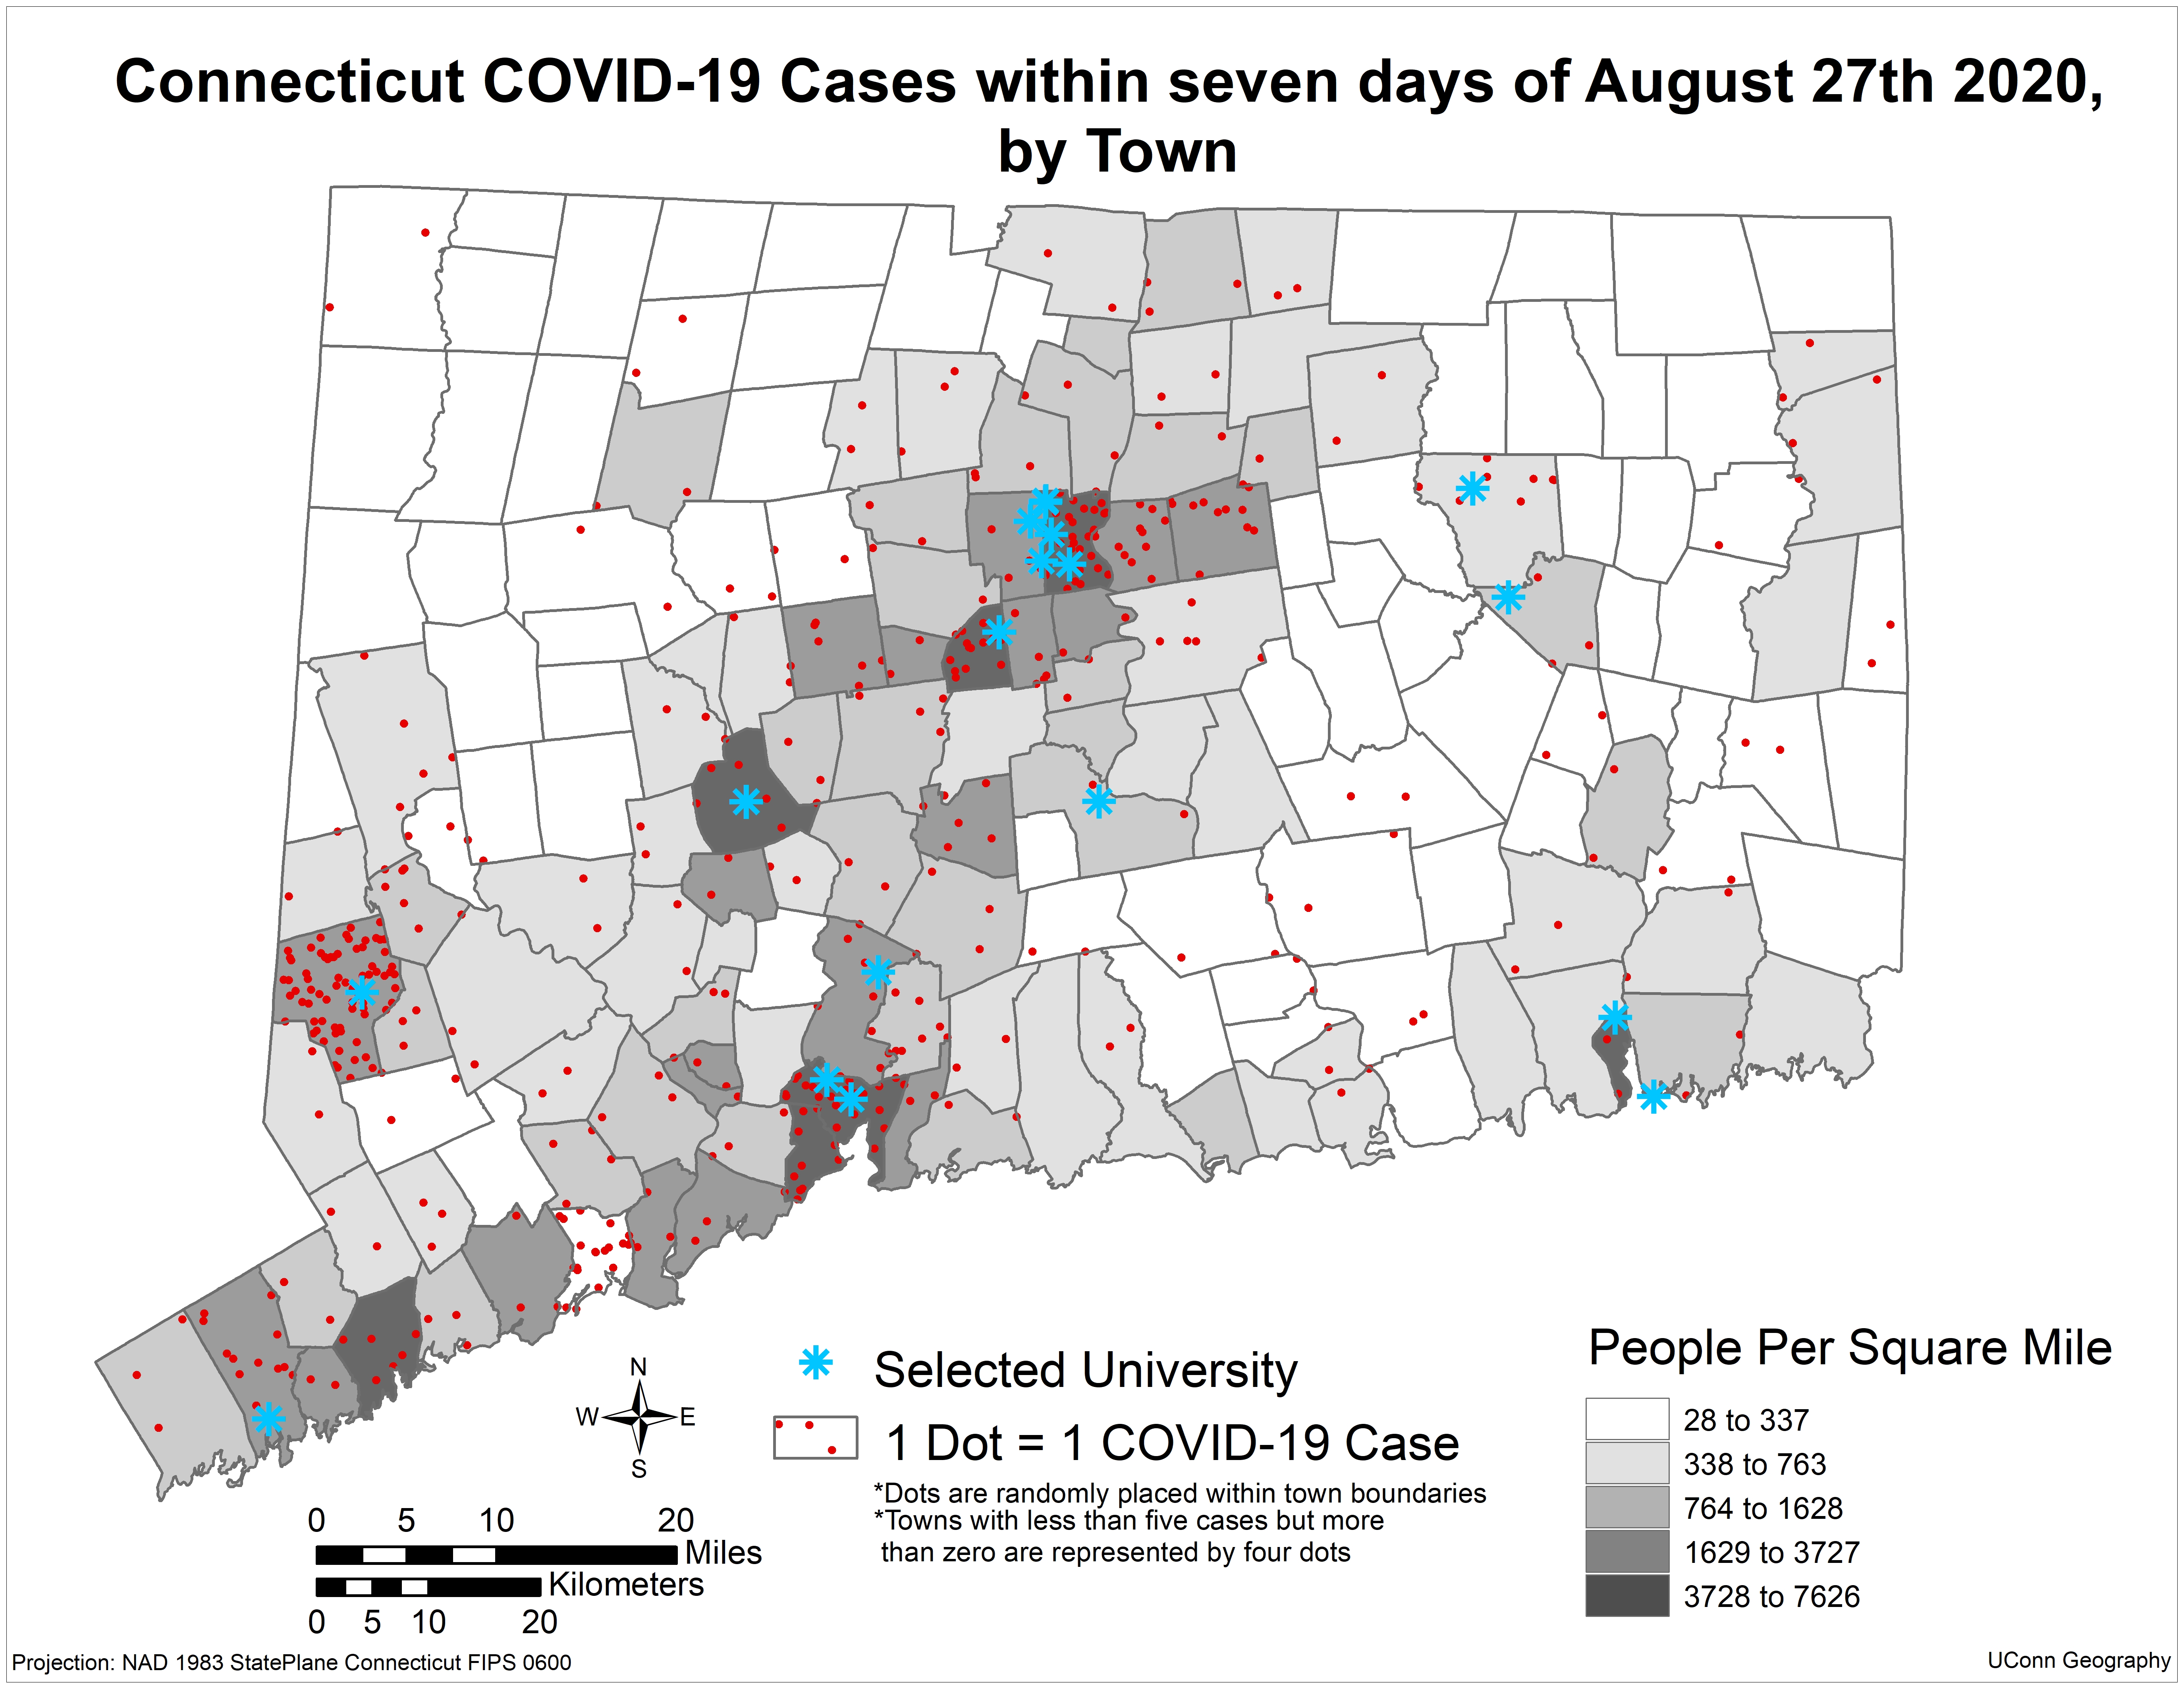 Connecticut COVID-19 Cases within seven days of August 27th 2020,
by Town
N
W E
S
Selected University
1 Dot = 1 COVID-19 Case
*Dots are randomly placed within town boundaries
*Towns with less than five cases but more
than zero are represented by four dots
People Per Square Mile
28 to 337
338 to 763
764 to 1628
1629 to 3727
3728 to 7626
0 5 10 20
Miles
Kilometers
0 5 10 20
Projection: NAD 1983 StatePlane Connecticut FIPS 0600
UConn Geography